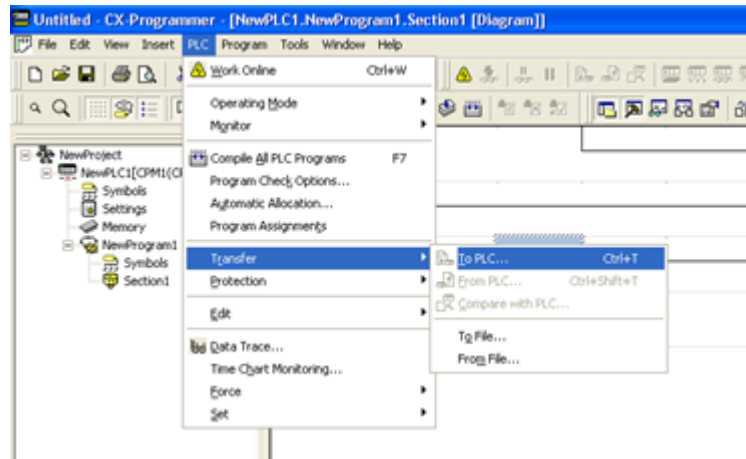 Untitled - CX-Programmer - [NewPLC1.NewProgram1.Section1 [Diagram]]
File Edit View Insert PLC Program Tools Window Help
Work Online Ctrl+W
Operating Mode
Monitor
Compile All PLC Programs F7
Program Check Options...
Automatic Allocation...
Program Assignments
Transfer
Protection
Edit
Data Trace...
Time Chart Monitoring...
Force
Set
To PLC... Ctrl+T
From PLC... Ctrl+Shift+T
Compare with PLC...
To File...
From File...
NewProject
NewPLC1[CPM1(CP
Symbols
Settings
Memory
NewProgram1
Symbols
Section1